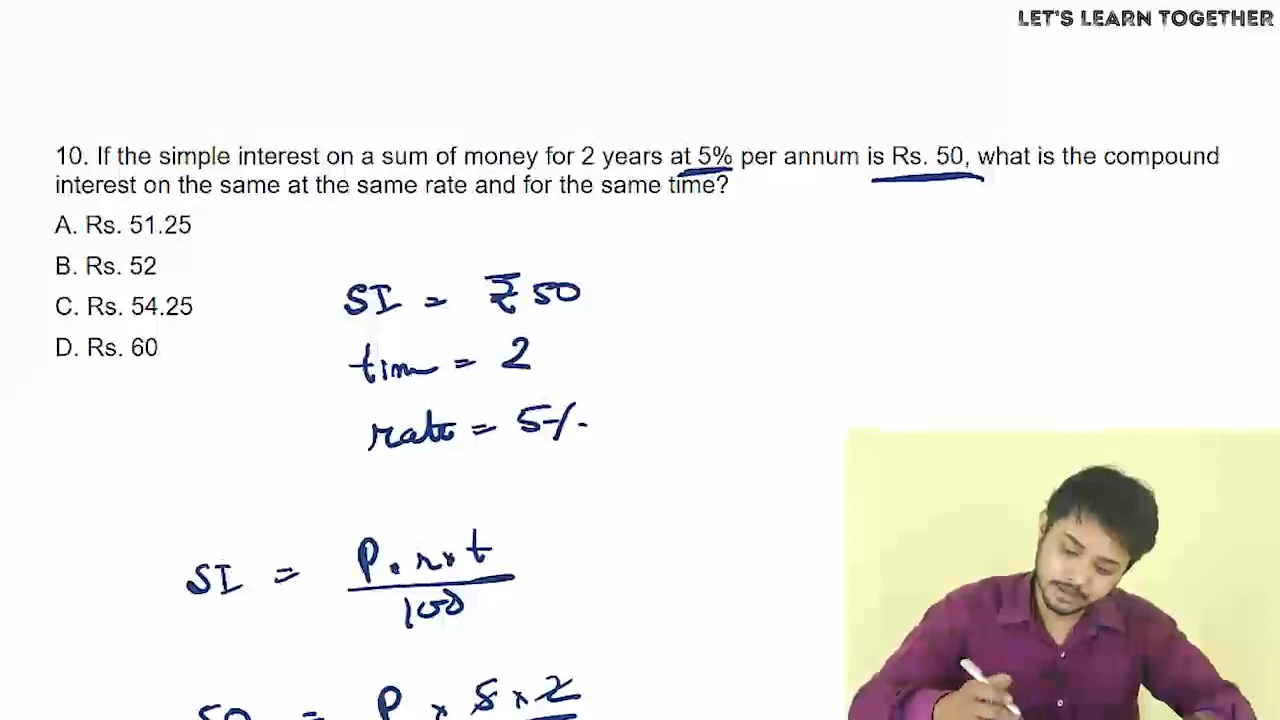 LET'S LEARN TOGETHER
10. If the simple interest on a sum of money for 2 years at 5% per annum is Rs. 50, what is the compound
interest on the same at the same rate and for the same time?
A. Rs. 51.25
B. Rs. 52
C. Rs. 54.25
D. Rs. 60
SI = ₹50
time = 2
rate = 5%
SI = P.r×t
100
50 = P × 5 × 2